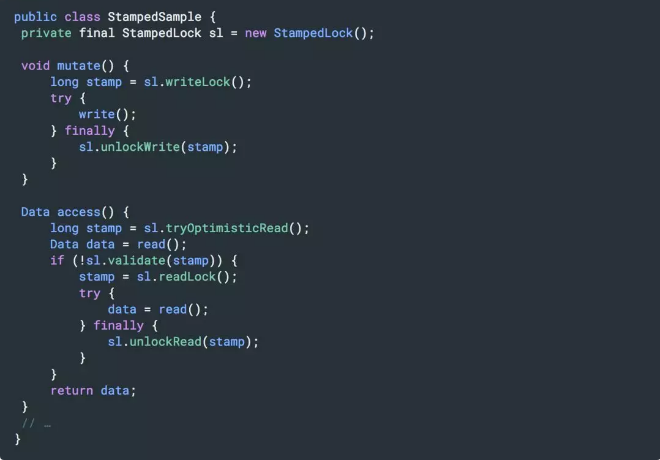 public class StampedSample {
private final StampedLock sl = new StampedLock();
void mutate() {
long stamp = sl.writeLock();
try {
write();
} finally {
sl.unlockWrite(stamp);
}
}
Data access() {
long stamp = sl.tryOptimisticRead();
Data data = read();
if (!sl.validate(stamp)) {
stamp = sl.readLock();
try {
data = read();
} finally {
sl.unlockRead(stamp);
}
}
return data;
}
// …
}